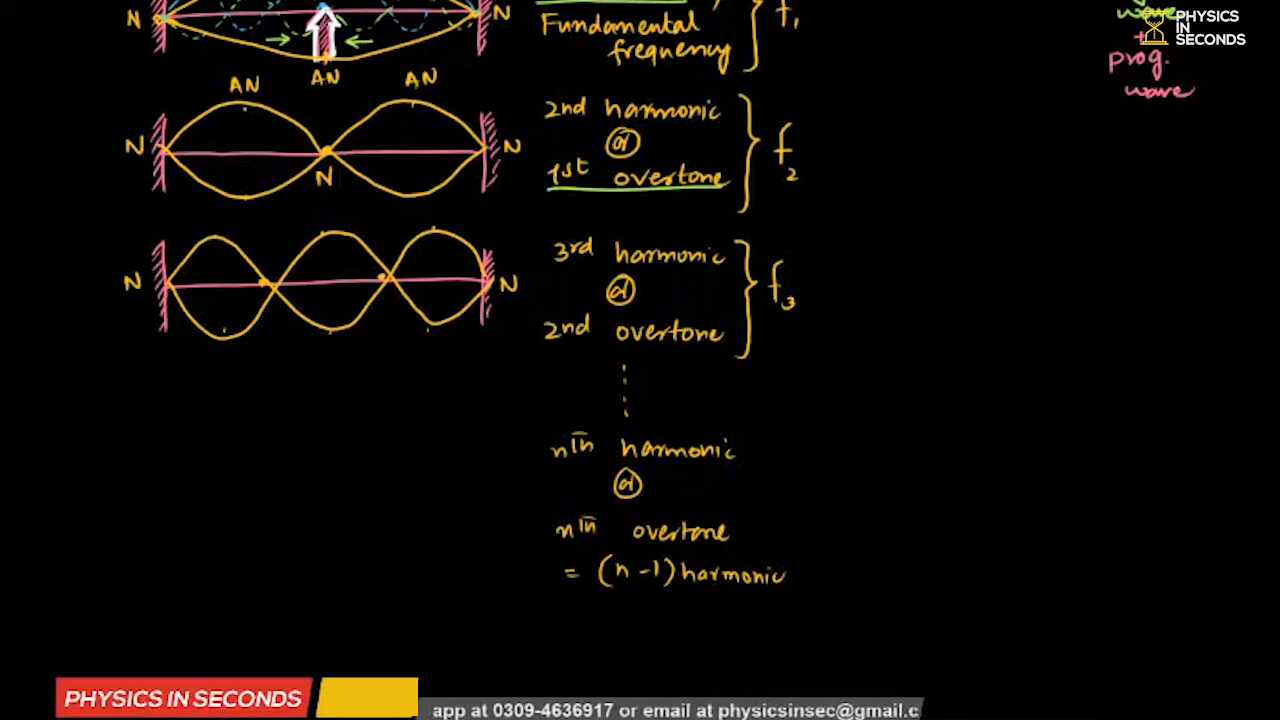 N
N
Fundamental
frequency
f1
wave
+
prog.
wave
PHYSICS
IN
SECONDS
AN
AN
AN
N
N
N
2nd harmonic
or
1st overtone
f2
N
N
3rd harmonic
or
2nd overtone
f3
nth harmonic
or
nth overtone
= (n-1) harmonic
PHYSICS IN SECONDS
app at 0309-4636917 or email at physicsinsec@gmail.c